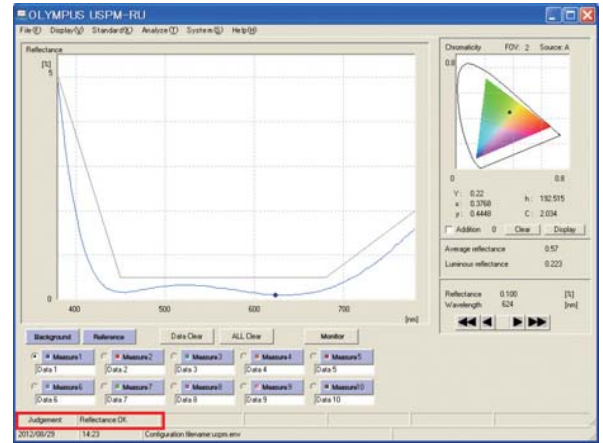 OLYMPUS USPM-RU
File(F) Display(V) Standard(K) Analyze(T) System(S) Help(H)
Reflectance
[%]
5
0
400 500 600 700
[nm]
Chromaticity FOV: 2 Source: A
0.8
0 0.8
Y: 0.22
x: 0.3768 h: 192.515
y: 0.4448 C: 2.034
Addition 0 Clear Display
Average reflectance 0.57
Luminous reflectance 0.223
Reflectance 0.100 [%]
Wavelength 624 [nm]
Background Reference Data Clear ALL Clear Monitor
Measure1 Measure2 Measure3 Measure4 Measure5
Data 1 Data 2 Data 3 Data 4 Data 5
Measure6 Measure7 Measure8 Measure9 Measure10
Data 6 Data 7 Data 8 Data 9 Data 10
Judgement Reflectance:OK
2012/08/29 14:23 Configuration filename:uspm.env